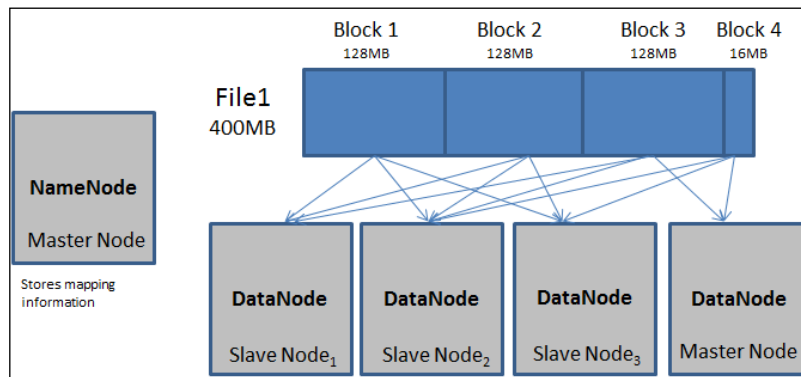 Block 1
128MB
Block 2
128MB
Block 3
128MB
Block 4
16MB
File1
400MB
NameNode
Master Node
Stores mapping
information
DataNode
Slave Node₁
DataNode
Slave Node₂
DataNode
Slave Node₃
DataNode
Master Node